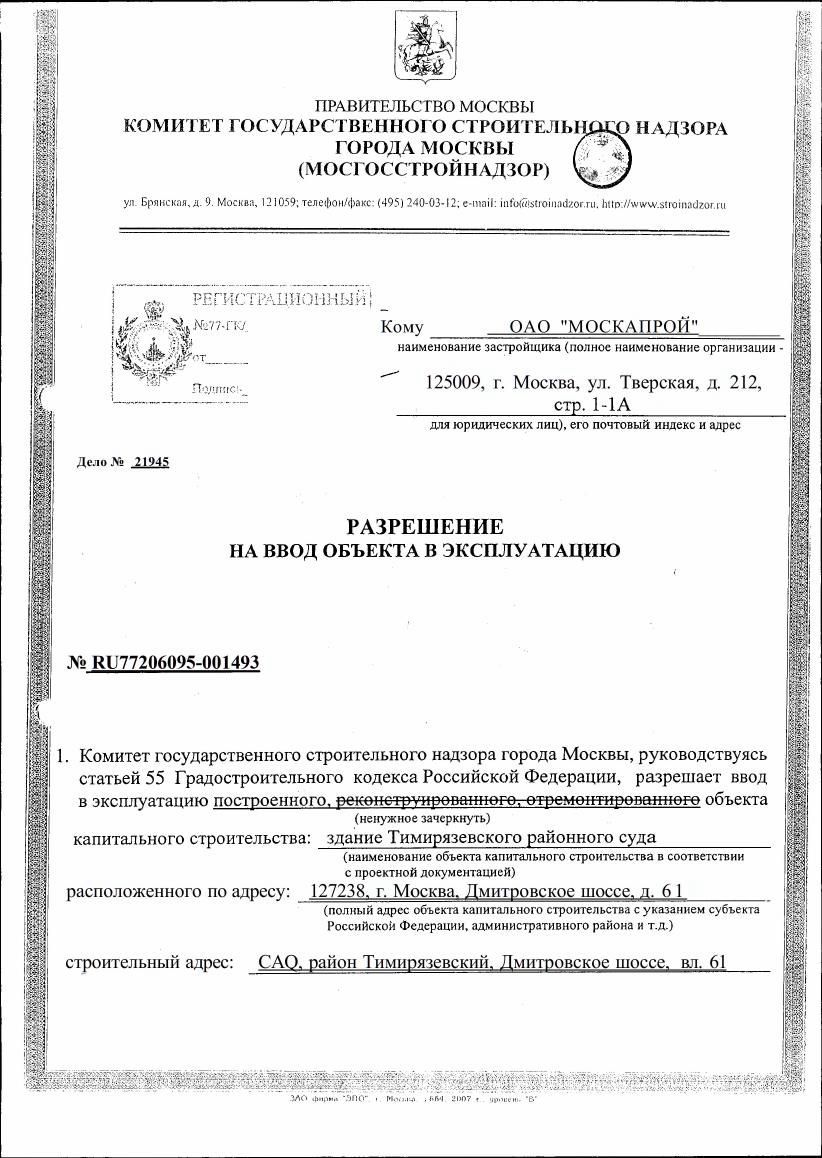 ПРАВИТЕЛЬСТВО МОСКВЫ
КОМИТЕТ ГОСУДАРСТВЕННОГО СТРОИТЕЛЬНОГО НАДЗОРА
ГОРОДА МОСКВЫ
(МОСГОССТРОЙНАДЗОР)
ул. Брянская, д. 9. Москва, 121059; телефон/факс: (495) 240-03-12; e-mail: info@stroinadzor.ru, http://www.stroinadzor.ru
РЕГИСТРАЦИОННЫЙ
№77-ГК/
от
Подпись
Кому ОАО "МОСКАПРОЙ"
наименование застройщика (полное наименование организации -
125009, г. Москва, ул. Тверская, д. 212,
стр. 1-1А
для юридических лиц), его почтовый индекс и адрес
Дело № 21945
РАЗРЕШЕНИЕ
НА ВВОД ОБЪЕКТА В ЭКСПЛУАТАЦИЮ
№ RU77206095-001493
1. Комитет государственного строительного надзора города Москвы, руководствуясь
статьей 55 Градостроительного кодекса Российской Федерации, разрешает ввод
в эксплуатацию построенного, реконструированного, отремонтированного объекта
(ненужное зачеркнуть)
капитального строительства: здание Тимирязевского районного суда
(наименование объекта капитального строительства в соответствии
с проектной документацией)
расположенного по адресу: 127238, г. Москва, Дмитровское шоссе, д. 61
(полный адрес объекта капитального строительства с указанием субъекта
Российской Федерации, административного района и т.д.)
строительный адрес: САО, район Тимирязевский, Дмитровское шоссе, вл. 61
ЗАО фирма "ЭПО", г. Москва, 2007 г., уровень "В"